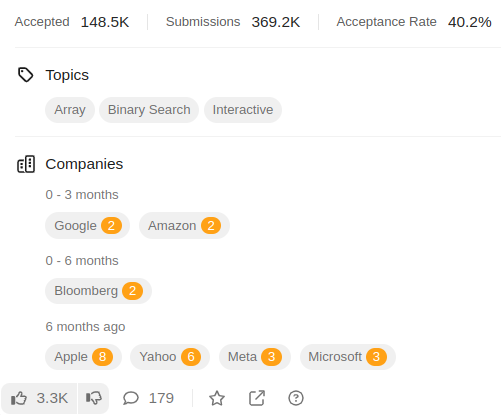 Accepted 148.5K Submissions 369.2K Acceptance Rate 40.2%
Topics
Array Binary Search Interactive
Companies
0 - 3 months
Google 2 Amazon 2
0 - 6 months
Bloomberg 2
6 months ago
Apple 8 Yahoo 6 Meta 3 Microsoft 3
3.3K 179